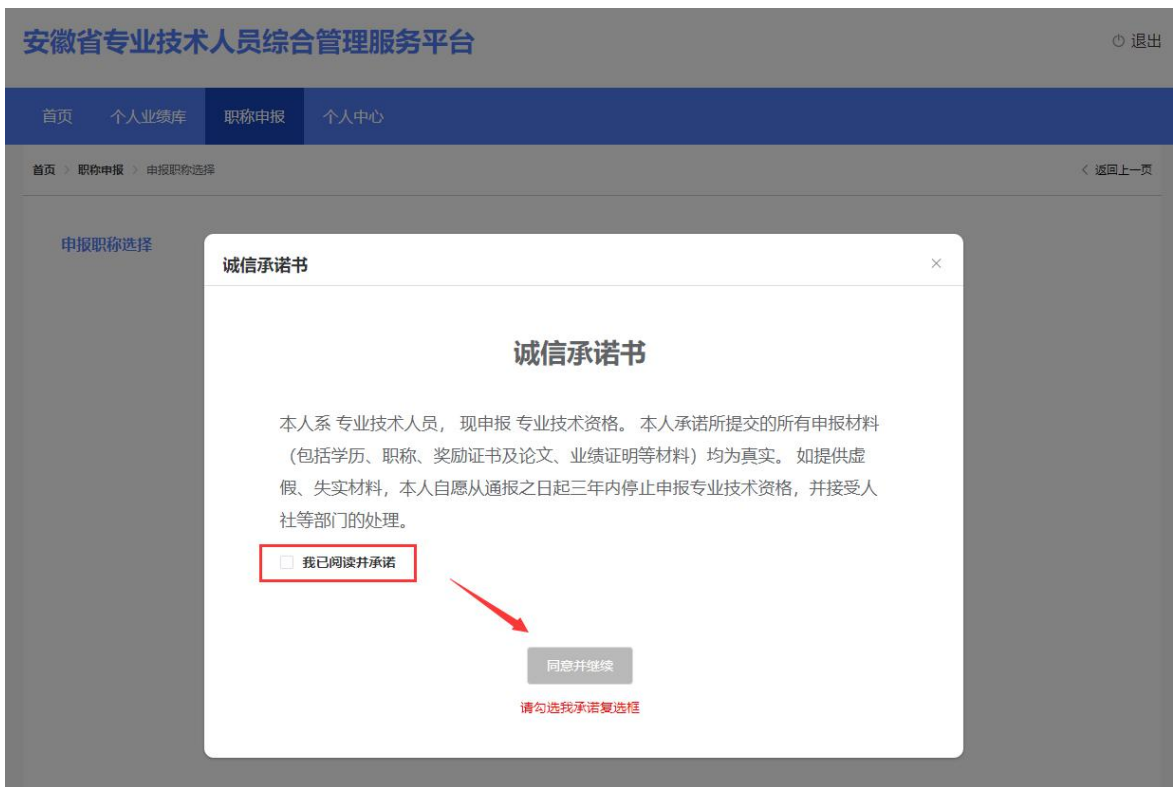 安徽省专业技术人员综合管理服务平台
退出
首页 个人业绩库 职称申报 个人中心
首页 > 职称申报 > 申报职称选择
< 返回上一页
申报职称选择
诚信承诺书
诚信承诺书
本人系 专业技术人员， 现申报 专业技术资格。 本人承诺所提交的所有申报材料
（包括学历、职称、奖励证书及论文、业绩证明等材料）均为真实。 如提供虚
假、失实材料，本人自愿从通报之日起三年内停止申报专业技术资格，并接受人
社等部门的处理。
我已阅读并承诺
同意并继续
请勾选我承诺复选框